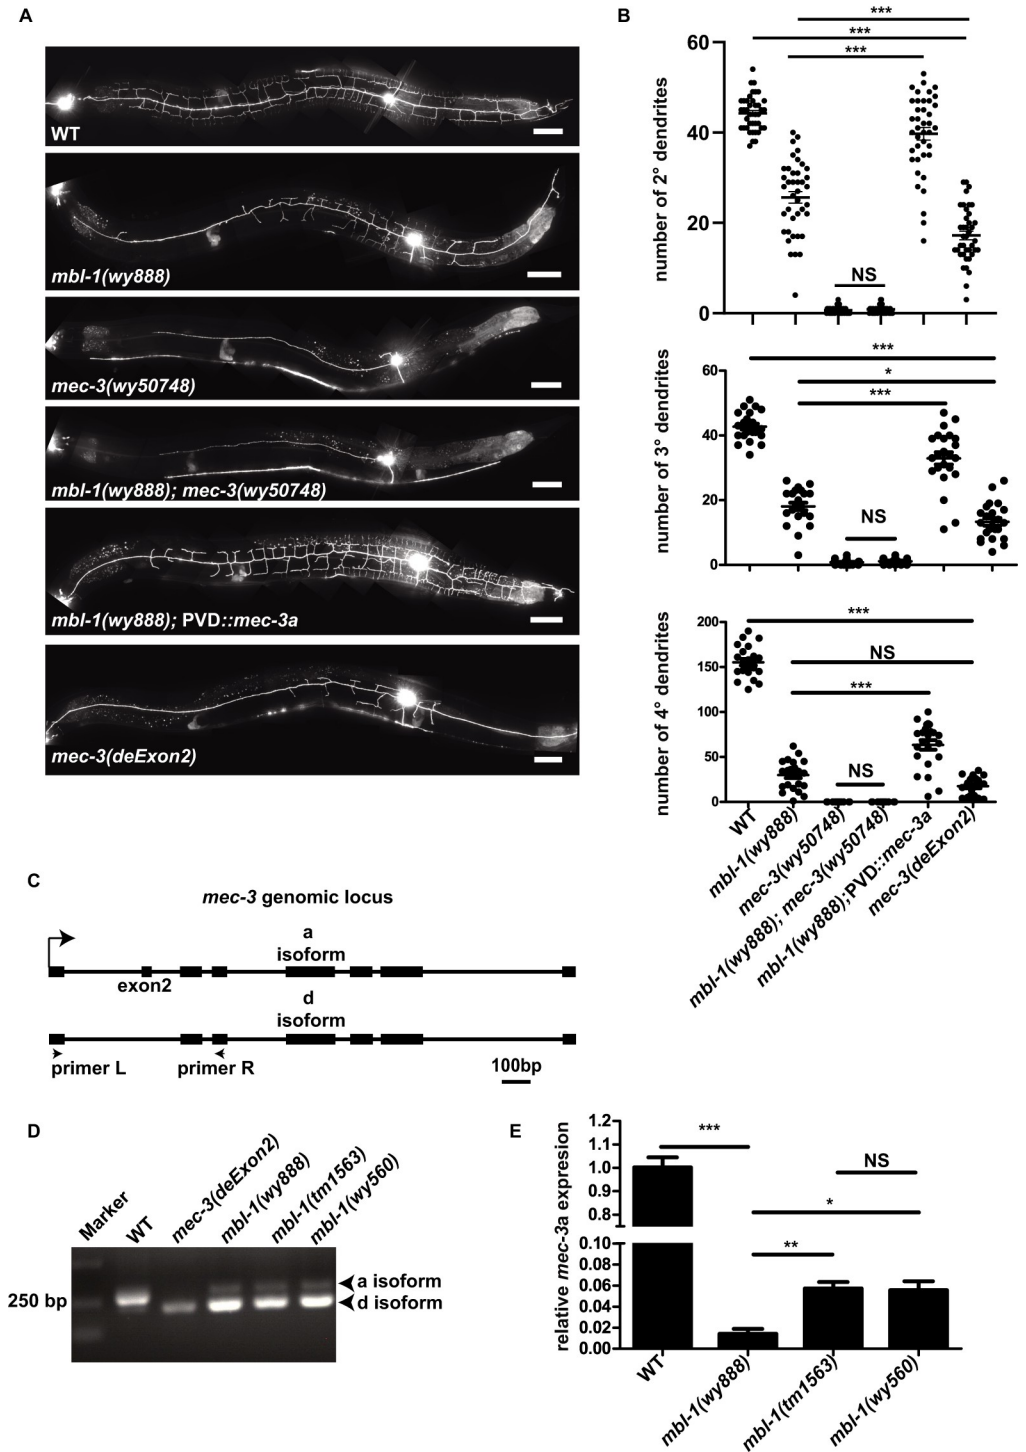 A
WT
mbl-1(wy888)
mec-3(wy50748)
mbl-1(wy888); mec-3(wy50748)
mbl-1(wy888); PVD::mec-3a
mec-3(deExon2)
B
***
***
***
NS
60
40
20
0
number of 2° dendrites
***
*
***
NS
60
40
20
0
number of 3° dendrites
***
NS
***
NS
200
150
100
50
0
number of 4° dendrites
WT
mbl-1(wy888)
mec-3(wy50748)
mbl-1(wy888); mec-3(wy50748)
mbl-1(wy888);PVD::mec-3a
mec-3(deExon2)
C
mec-3 genomic locus
a
isoform
exon2
d
isoform
primer L
primer R
100bp
D
Marker
WT
mec-3(deExon2)
mbl-1(wy888)
mbl-1(tm1563)
mbl-1(wy560)
250 bp
a isoform
d isoform
E
relative mec-3a expresion
1.2
1.1
1.0
0.9
0.8
0.10
0.08
0.06
0.04
0.02
0.00
***
NS
*
**
WT
mbl-1(wy888)
mbl-1(tm1563)
mbl-1(wy560)